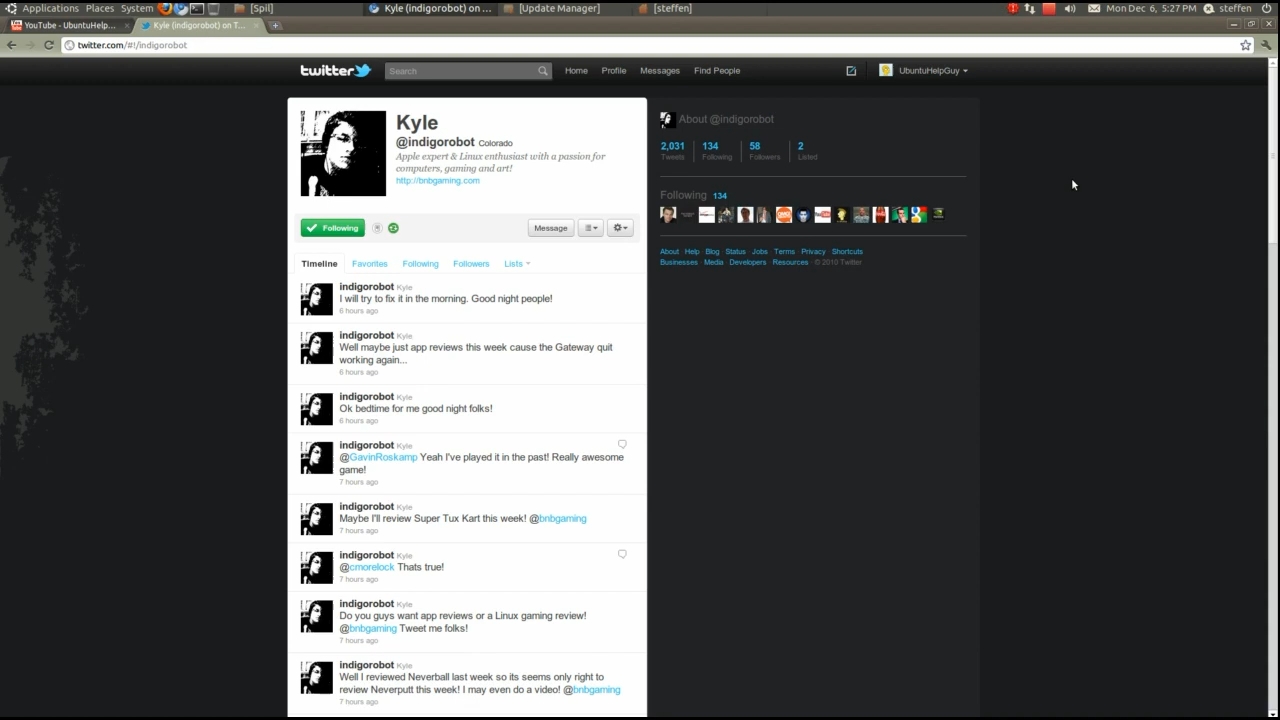 Applications Places System [Spil] Kyle (indigorobot) on T... [Update Manager] [steffen] Mon Dec 6, 5:27 PM steffen
YouTube - UbuntuHelp... Kyle (indigorobot) on T...
twitter.com/#!/indigorobot
twitter Search Home Profile Messages Find People UbuntuHelpGuy
Kyle
@indigorobot Colorado
Apple expert & Linux enthusiast with a passion for
computers, gaming and art!
http://bnbgaming.com
Following Message
Timeline Favorites Following Followers Lists
indigorobot Kyle
I will try to fix it in the morning. Good night people!
6 hours ago
indigorobot Kyle
Well maybe just app reviews this week cause the Gateway quit
working again...
6 hours ago
indigorobot Kyle
Ok bedtime for me good night folks!
6 hours ago
indigorobot Kyle
@GavinRoskamp Yeah I've played it in the past! Really awesome
game!
7 hours ago
indigorobot Kyle
Maybe I'll review Super Tux Kart this week! @bnbgaming
7 hours ago
indigorobot Kyle
@cmorelock Thats true!
7 hours ago
indigorobot Kyle
Do you guys want app reviews or a Linux gaming review!
@bnbgaming Tweet me folks!
7 hours ago
indigorobot Kyle
Well I reviewed Neverball last week so its seems only right to
review Neverputt this week! I may even do a video! @bnbgaming
7 hours ago
About @indigorobot
2,031 134 58 2
Tweets Following Followers Listed
Following 134
About Help Blog Status Jobs Terms Privacy Shortcuts
Businesses Media Developers Resources © 2010 Twitter